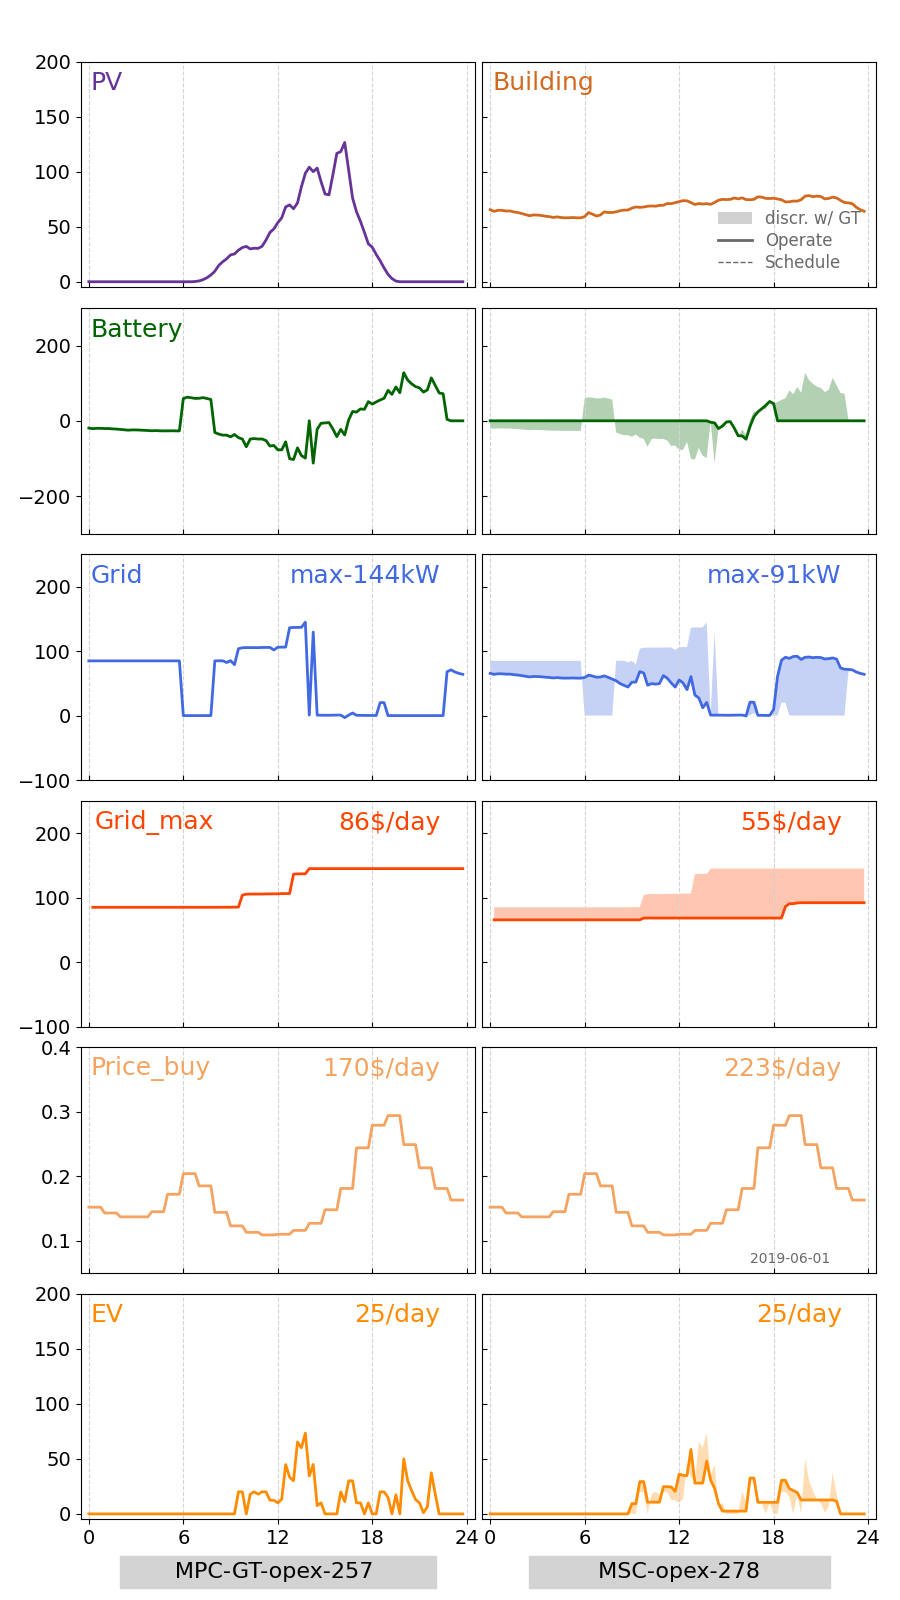 200
150
100
50
0
PV
Building
discr. w/ GT
Operate
Schedule
200
0
−200
Battery
200
100
0
−100
Grid
max-144kW
max-91kW
200
100
0
−100
Grid_max
86$/day
55$/day
0.4
0.3
0.2
0.1
Price_buy
170$/day
223$/day
2019-06-01
200
150
100
50
0
EV
25/day
25/day
0 6 12 18 24 0 6 12 18 24
MPC-GT-opex-257
MSC-opex-278